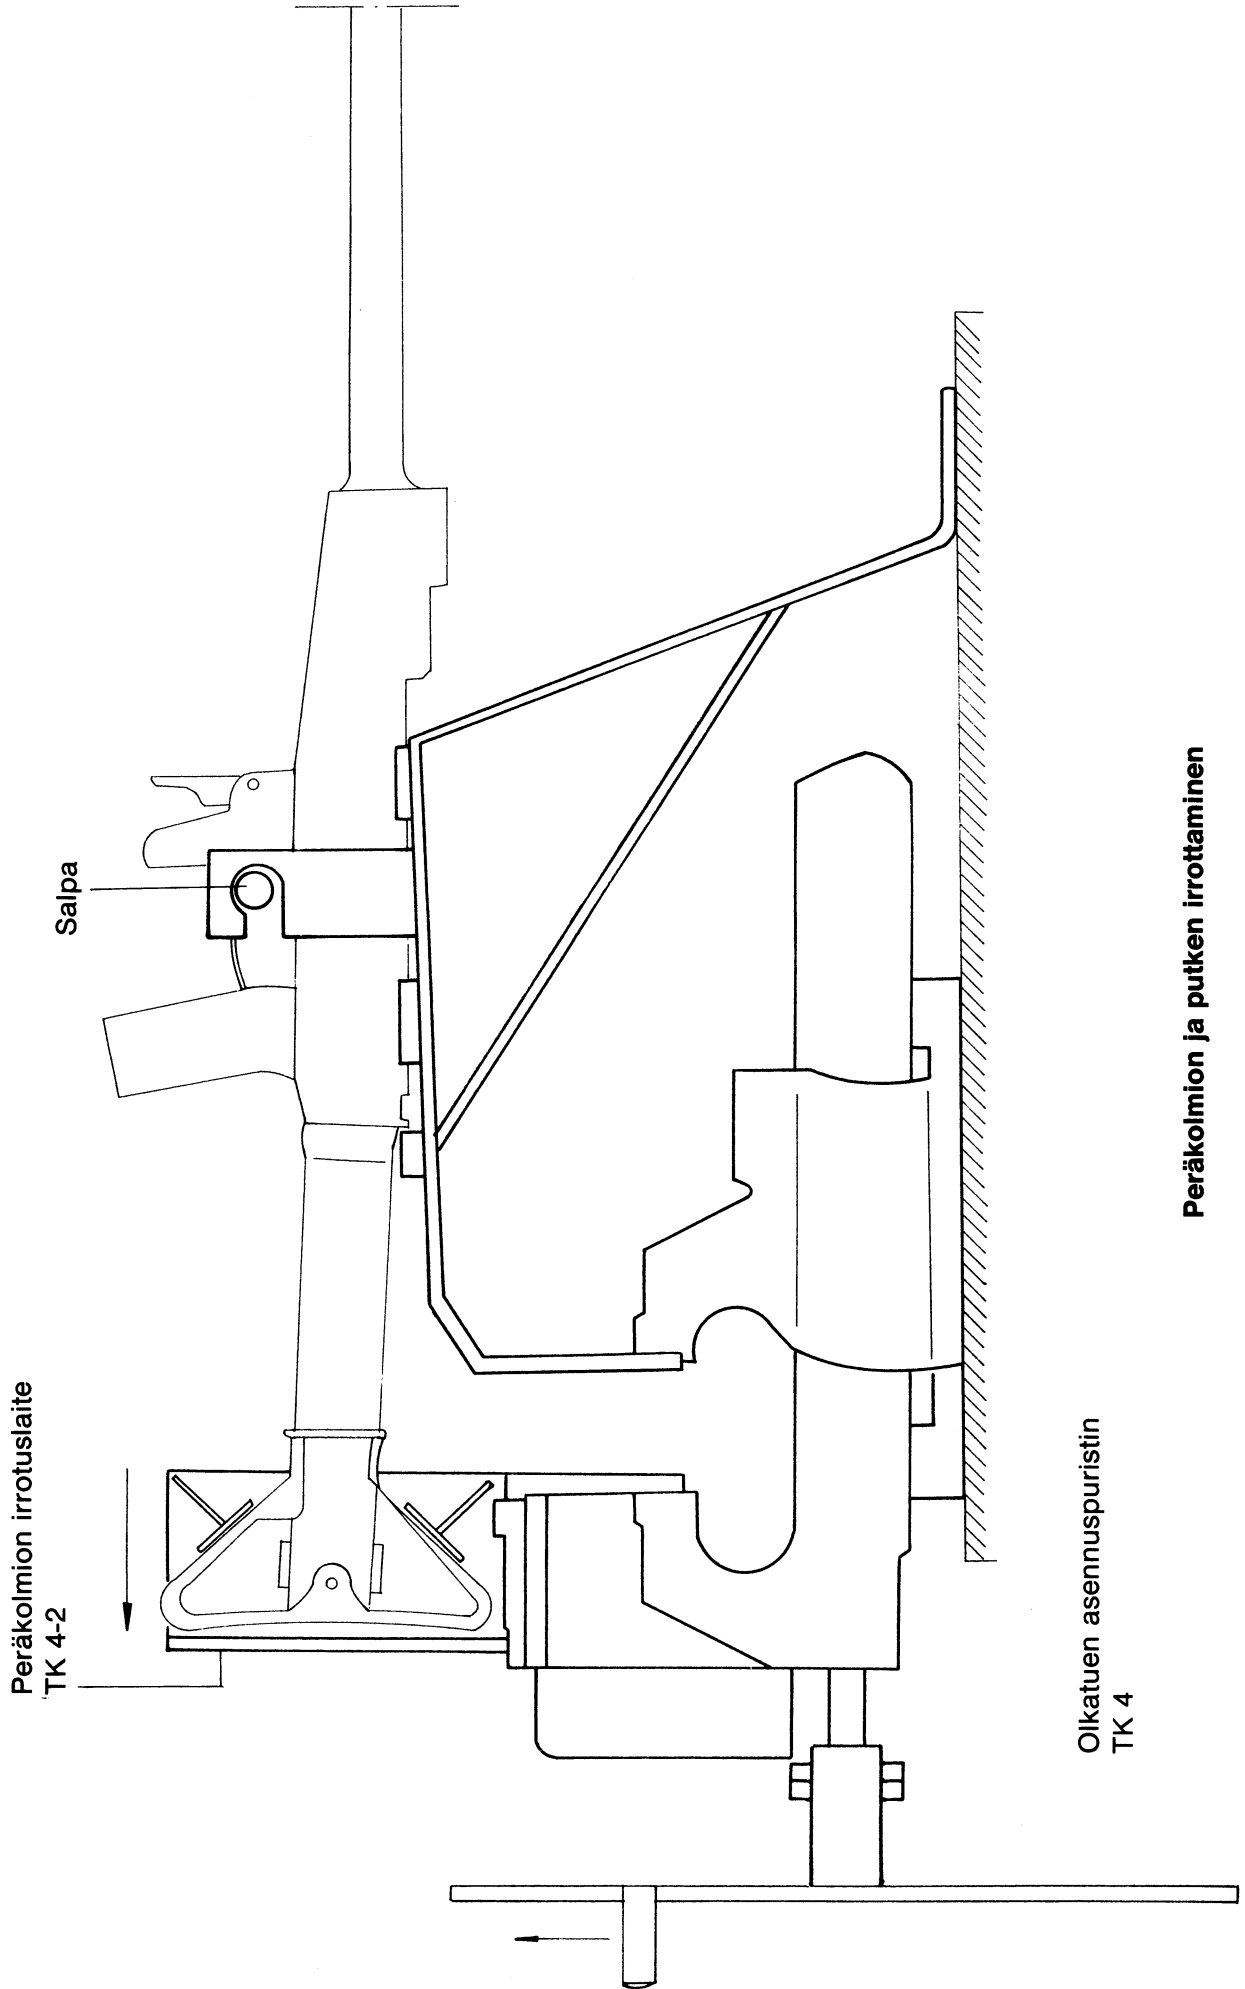 Peräkolmion irrotuslaite
TK 4-2
Salpa
Olkatuen asennuspuristin
TK 4
Peräkolmion ja putken irrottaminen